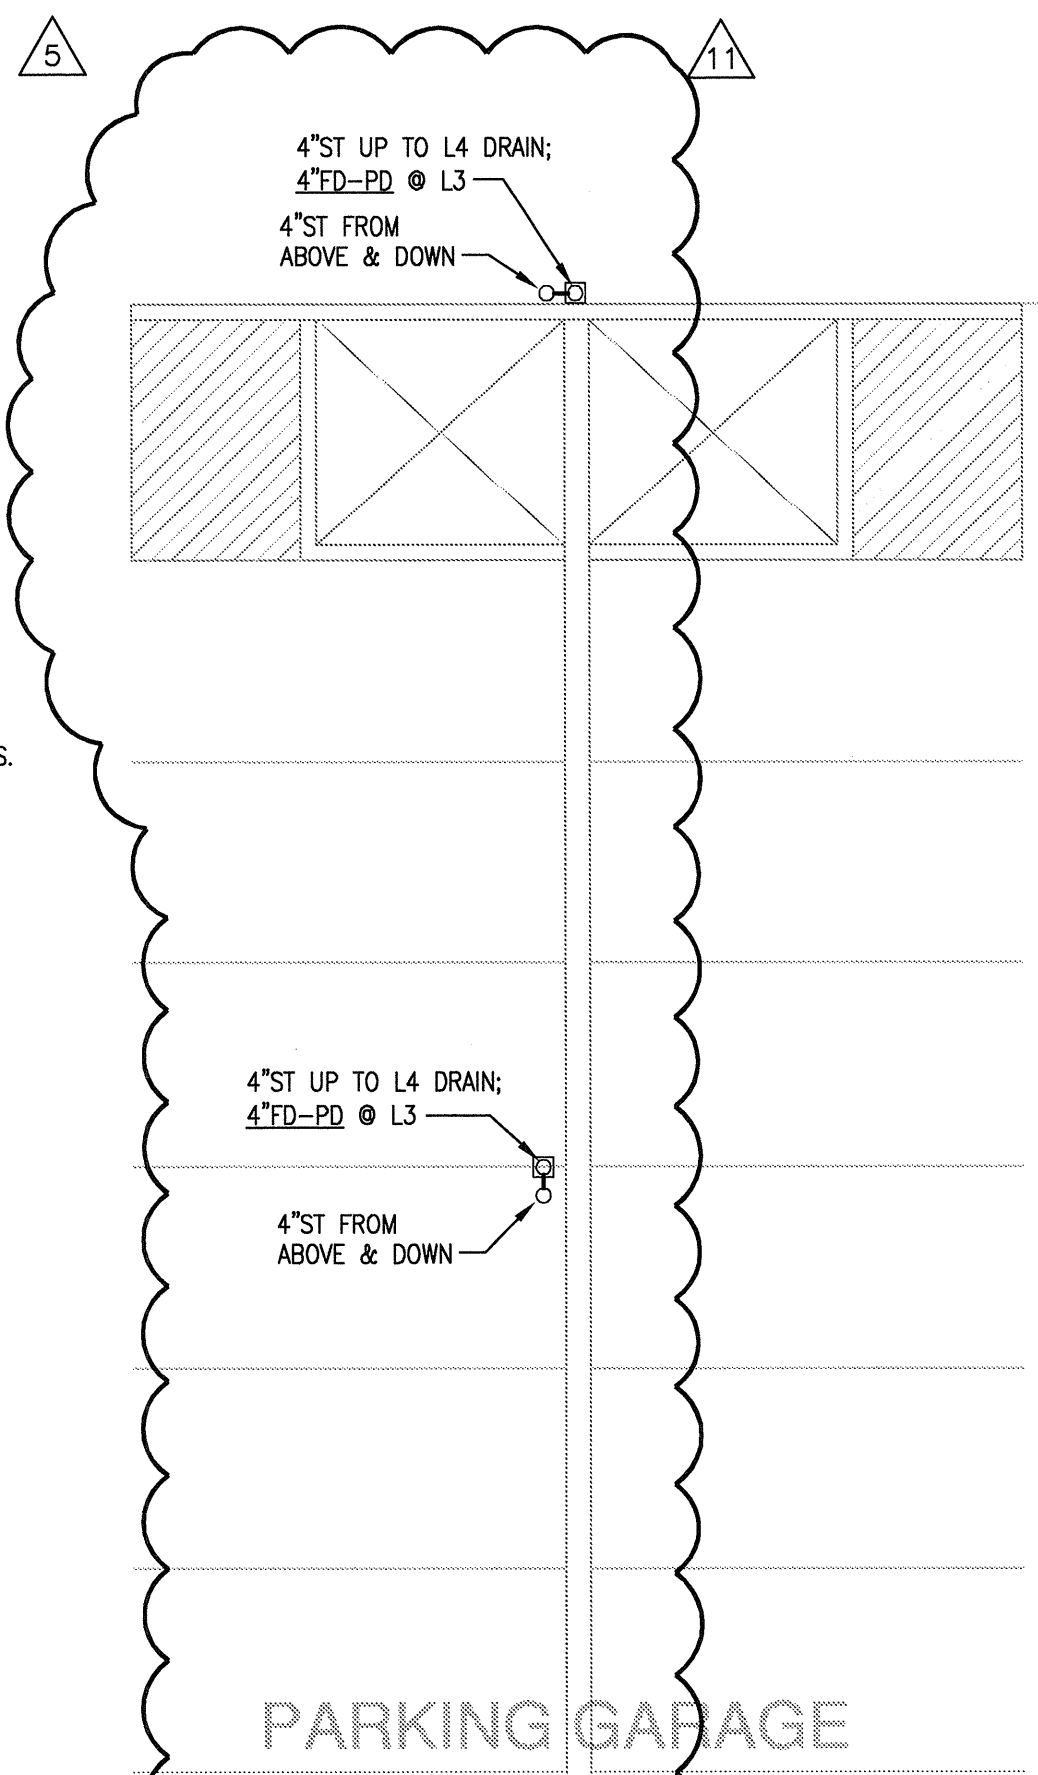 5
11
4"ST UP TO L4 DRAIN;
4"FD-PD @ L3
4"ST FROM
ABOVE & DOWN
S.
4"ST UP TO L4 DRAIN;
4"FD-PD @ L3
4"ST FROM
ABOVE & DOWN
PARKING GARAGE